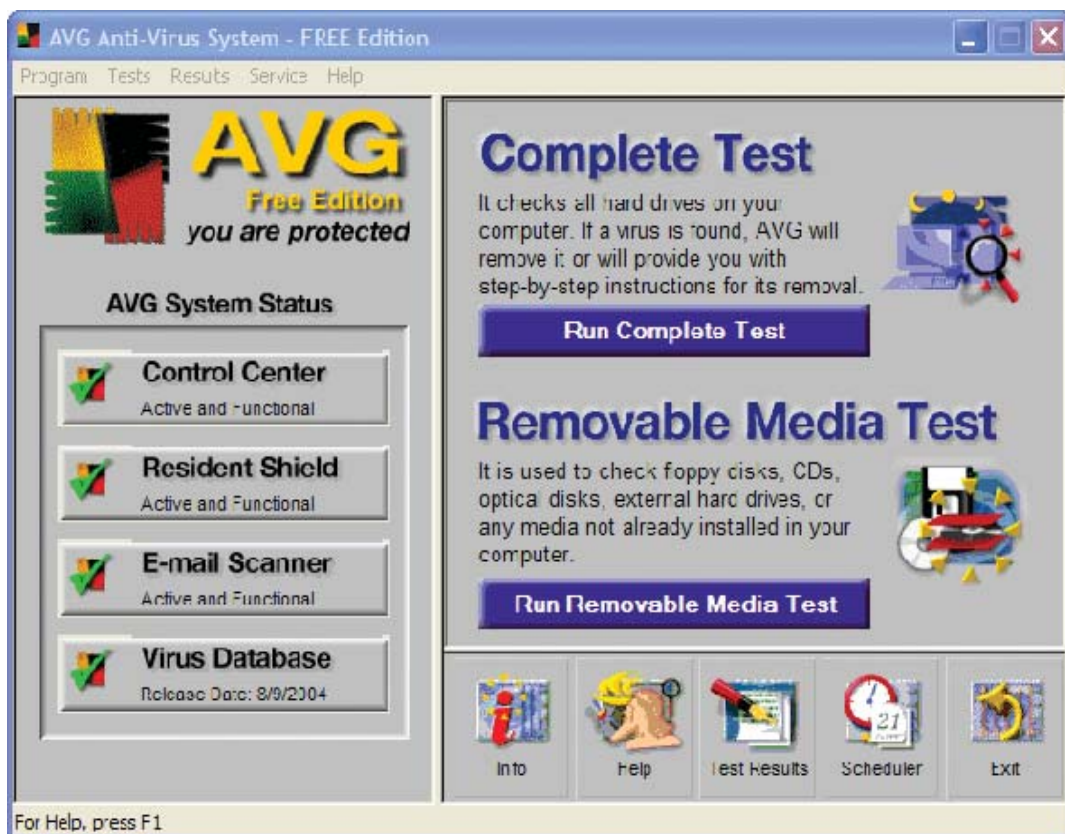 AVG Anti-Virus System - FREE Edition
Program Tests Results Service Help
AVG
Free Edition
you are protected
AVG System Status
Control Center
Active and Functional
Resident Shield
Active and Functional
E-mail Scanner
Active and Functional
Virus Database
Release Date: 8/9/2004
Complete Test
It checks all hard drives on your
computer. If a virus is found, AVG will
remove it or will provide you with
step-by-step instructions for its removal.
Run Complete Test
Removable Media Test
It is used to check floppy disks, CDs,
optical disks, external hard drives, or
any media not already installed in your
computer.
Run Removable Media Test
21
Info Help Test Results Scheduler Exit
For Help, press F1